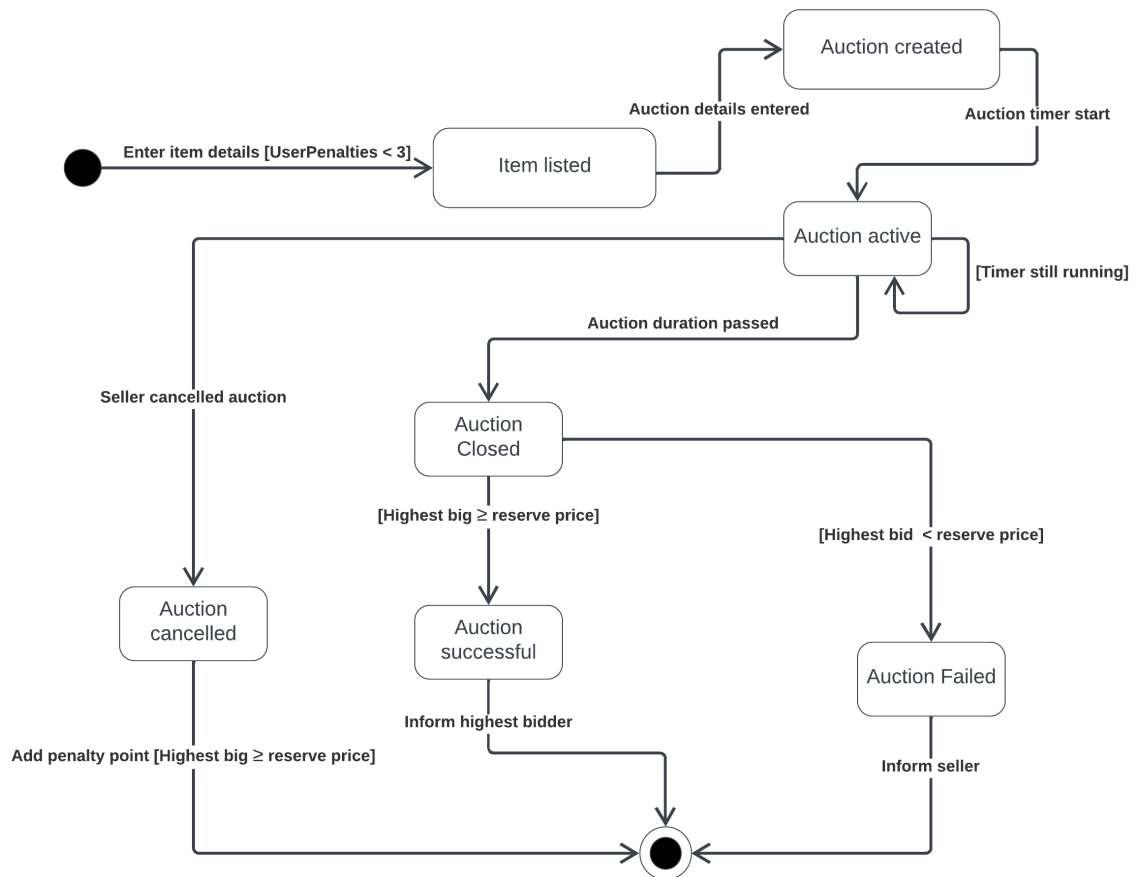 Auction created
Auction details entered
Auction timer start
Enter item details [UserPenalties < 3]
Item listed
Auction active
[Timer still running]
Auction duration passed
Seller cancelled auction
Auction
Closed
[Highest big ≥ reserve price]
[Highest bid < reserve price]
Auction
cancelled
Auction
successful
Auction Failed
Inform highest bidder
Add penalty point [Highest big ≥ reserve price]
Inform seller